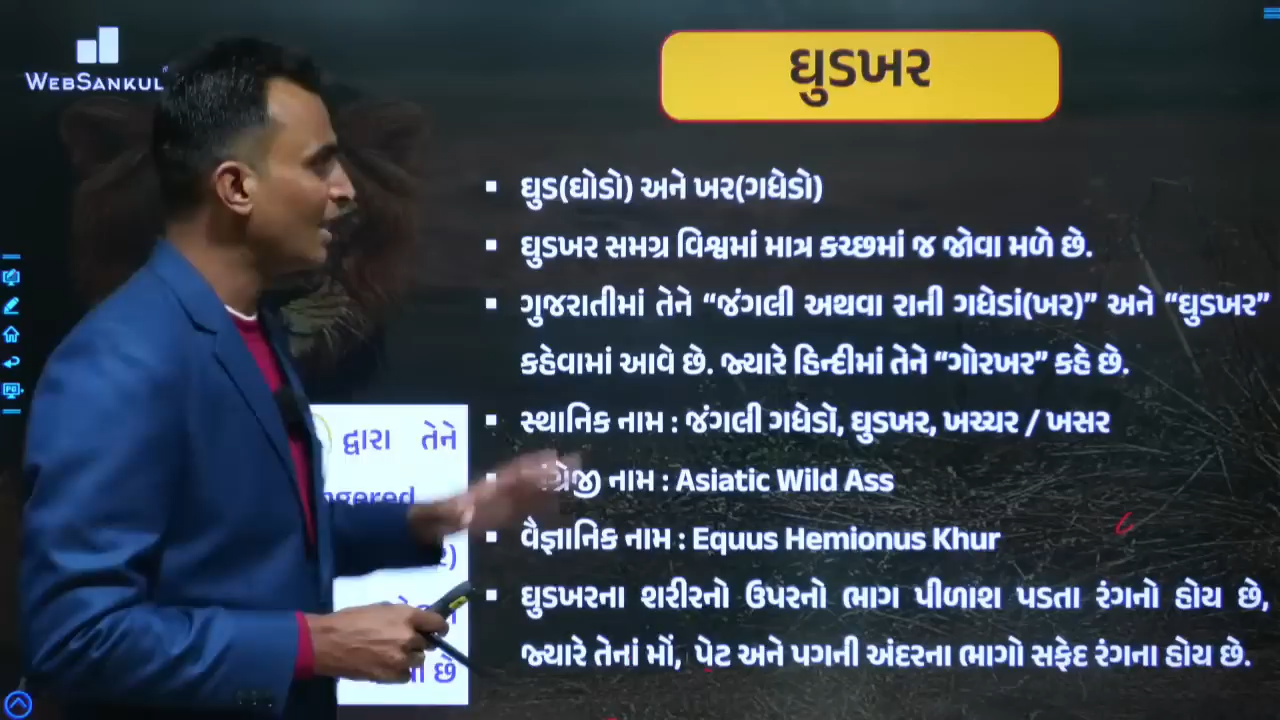 WEBSANKUL
ઘુડખર
▪ ઘુડ(ઘોડો) અને ખર(ગધેડો)
▪ ઘુડખર સમગ્ર વિશ્વમાં માત્ર કચ્છમાં જ જોવા મળે છે.
▪ ગુજરાતીમાં તેને “જંગલી અથવા રાની ગધેડાં(ખર)” અને “ઘુડખર”
કહેવામાં આવે છે. જ્યારે હિન્દીમાં તેને “ગોરખર” કહે છે.
▪ સ્થાનિક નામ : જંગલી ગધેડો, ઘુડખર, ખચ્ચર / ખસર
દ્વારા તેને
નામ : Asiatic Wild Ass
▪ વૈજ્ઞાનિક નામ : Equus Hemionus Khur
▪ ઘુડખરના શરીરનો ઉપરનો ભાગ પીળાશ પડતા રંગનો હોય છે,
જ્યારે તેનાં મોં, પેટ અને પગની અંદરના ભાગો સફેદ રંગના હોય છે.
છે